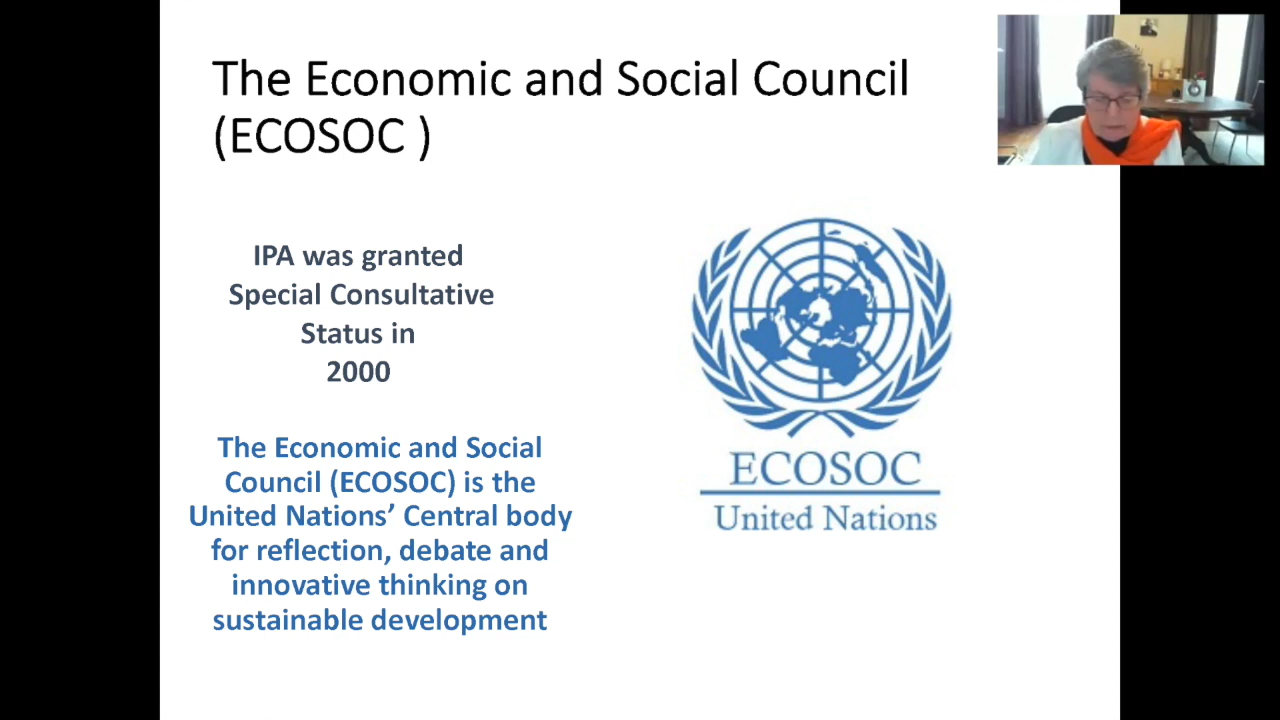 The Economic and Social Council
(ECOSOC )
IPA was granted
Special Consultative
Status in
2000
The Economic and Social
Council (ECOSOC) is the
United Nations’ Central body
for reflection, debate and
innovative thinking on
sustainable development
ECOSOC
United Nations